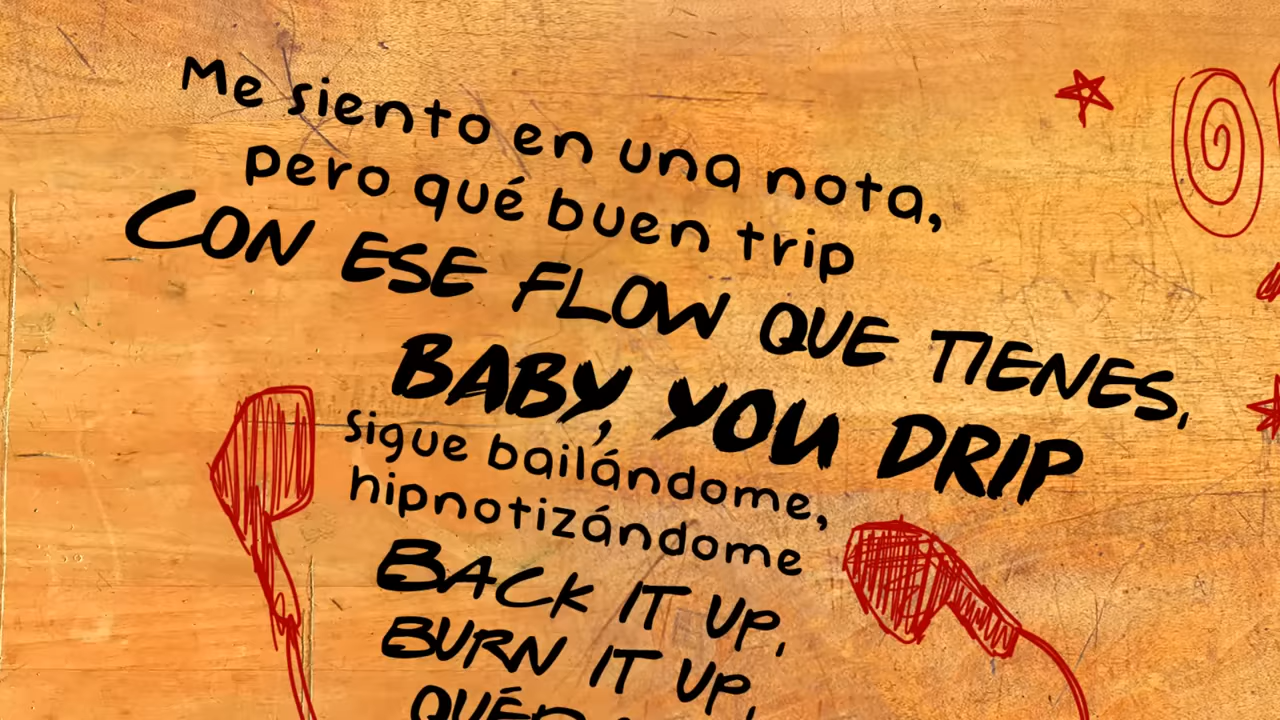 Me siento en una nota,
pero qué buen trip
CON ESE FLOW QUE TIENES,
BABY, YOU DRIP
Sigue bailándome,
hipnotizándome
BACK IT UP,
BURN IT UP,